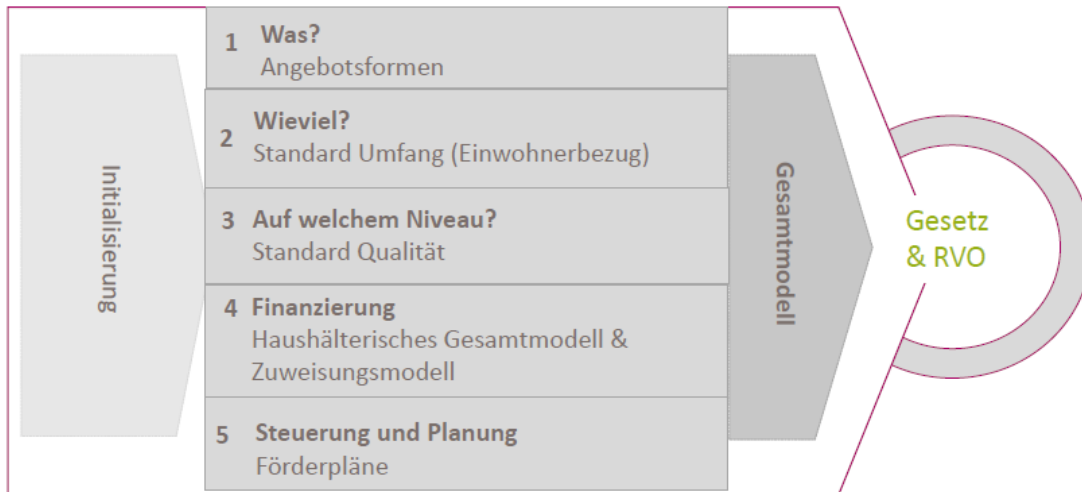 Initialisierung
1 Was?
Angebotsformen
2 Wieviel?
Standard Umfang (Einwohnerbezug)
3 Auf welchem Niveau?
Standard Qualität
4 Finanzierung
Haushälterisches Gesamtmodell &
Zuweisungsmodell
5 Steuerung und Planung
Förderpläne
Gesamtmodell
Gesetz
& RVO